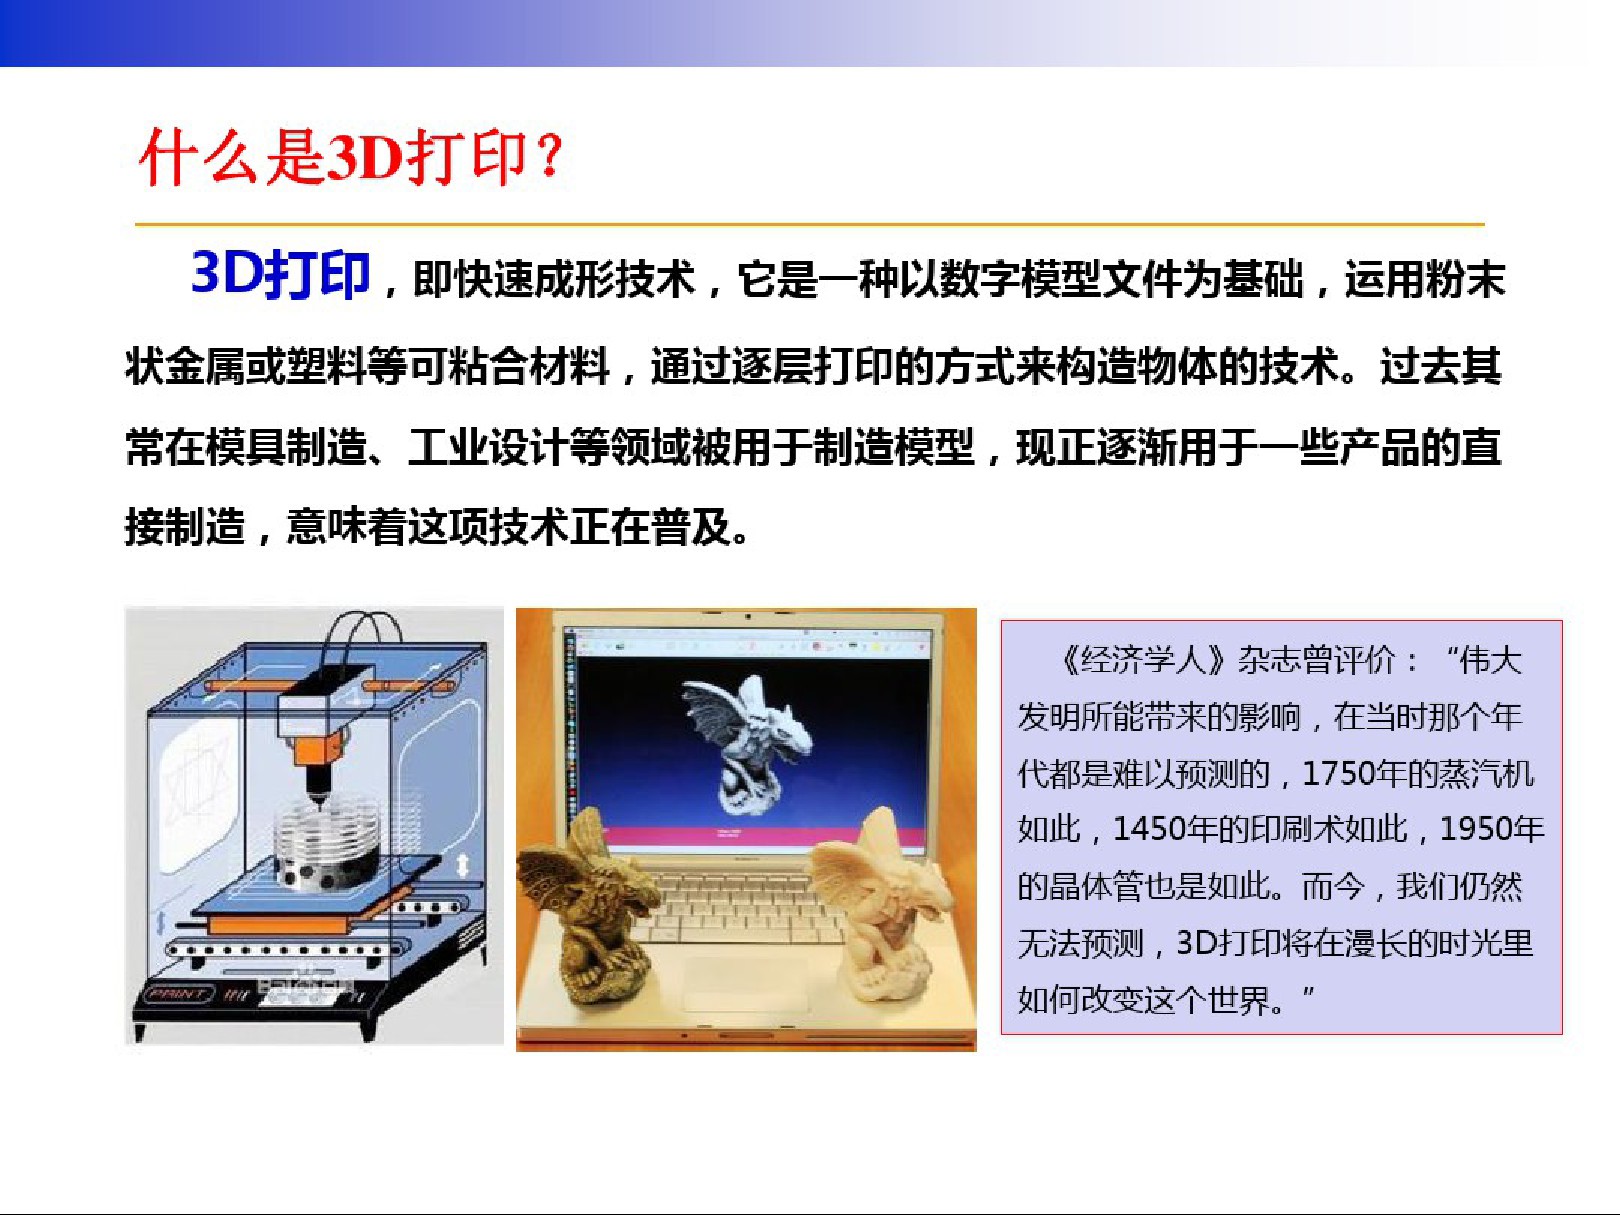 什么是3D打印？
3D打印，即快速成形技术，它是一种以数字模型文件为基础，运用粉末
状金属或塑料等可粘合材料，通过逐层打印的方式来构造物体的技术。过去其
常在模具制造、工业设计等领域被用于制造模型，现正逐渐用于一些产品的直
接制造，意味着这项技术正在普及。
《经济学人》杂志曾评价：“伟大
发明所能带来的影响，在当时那个年
代都是难以预测的，1750年的蒸汽机
如此，1450年的印刷术如此，1950年
的晶体管也是如此。而今，我们仍然
无法预测，3D打印将在漫长的时光里
如何改变这个世界。”
PRINT